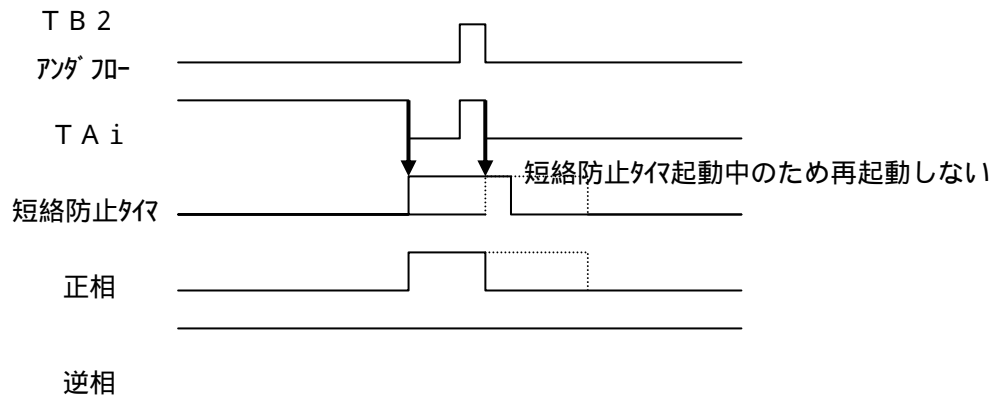 ＴＢ２
ｱﾝﾀﾞﾌﾛｰ
ＴＡｉ
短絡防止ﾀｲﾏ起動中のため再起動しない
短絡防止ﾀｲﾏ
正相
逆相